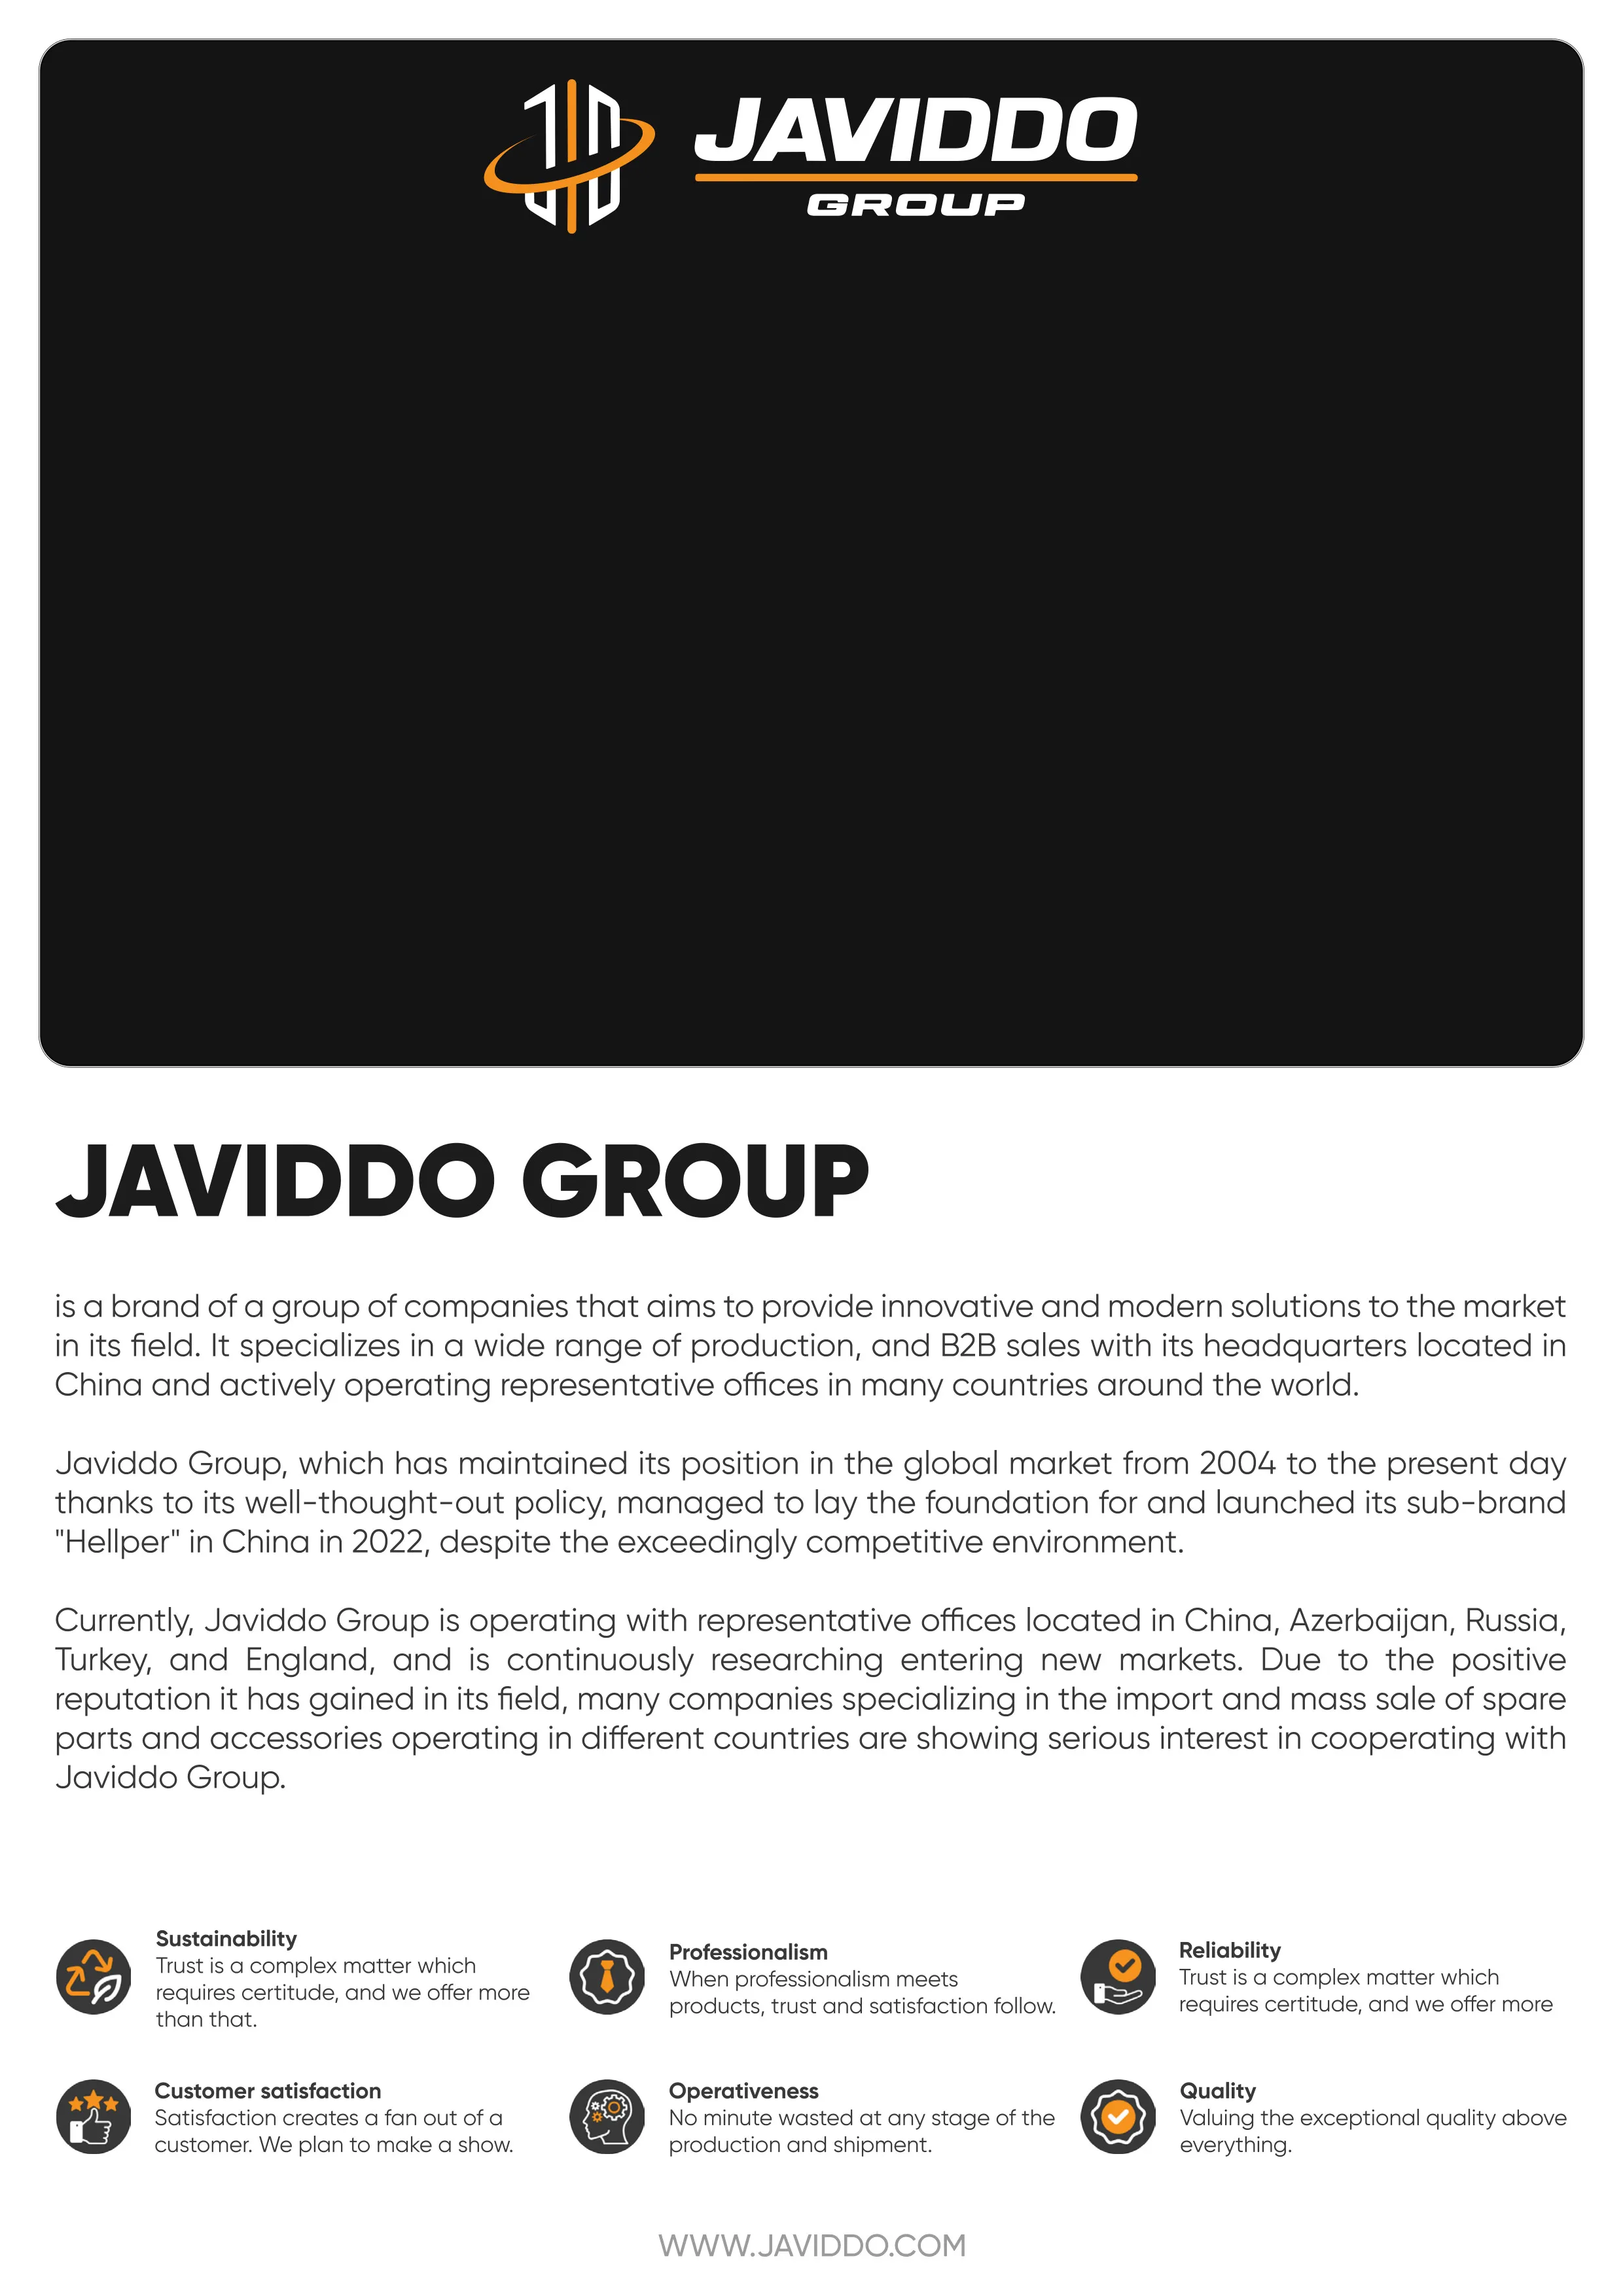 JAVIDDO
GROUP
JAVIDDO GROUP
is a brand of a group of companies that aims to provide innovative and modern solutions to the market
in its field. It specializes in a wide range of production, and B2B sales with its headquarters located in
China and actively operating representative offices in many countries around the world.
Javiddo Group, which has maintained its position in the global market from 2004 to the present day
thanks to its well-thought-out policy, managed to lay the foundation for and launched its sub-brand
"Hellper" in China in 2022, despite the exceedingly competitive environment.
Currently, Javiddo Group is operating with representative offices located in China, Azerbaijan, Russia,
Turkey, and England, and is continuously researching entering new markets. Due to the positive
reputation it has gained in its field, many companies specializing in the import and mass sale of spare
parts and accessories operating in different countries are showing serious interest in cooperating with
Javiddo Group.
Sustainability
Trust is a complex matter which
requires certitude, and we offer more
than that.
Professionalism
When professionalism meets
products, trust and satisfaction follow.
Reliability
Trust is a complex matter which
requires certitude, and we offer more
Customer satisfaction
Satisfaction creates a fan out of a
customer. We plan to make a show.
Operativeness
No minute wasted at any stage of the
production and shipment.
Quality
Valuing the exceptional quality above
everything.
WWW.JAVIDDO.COM